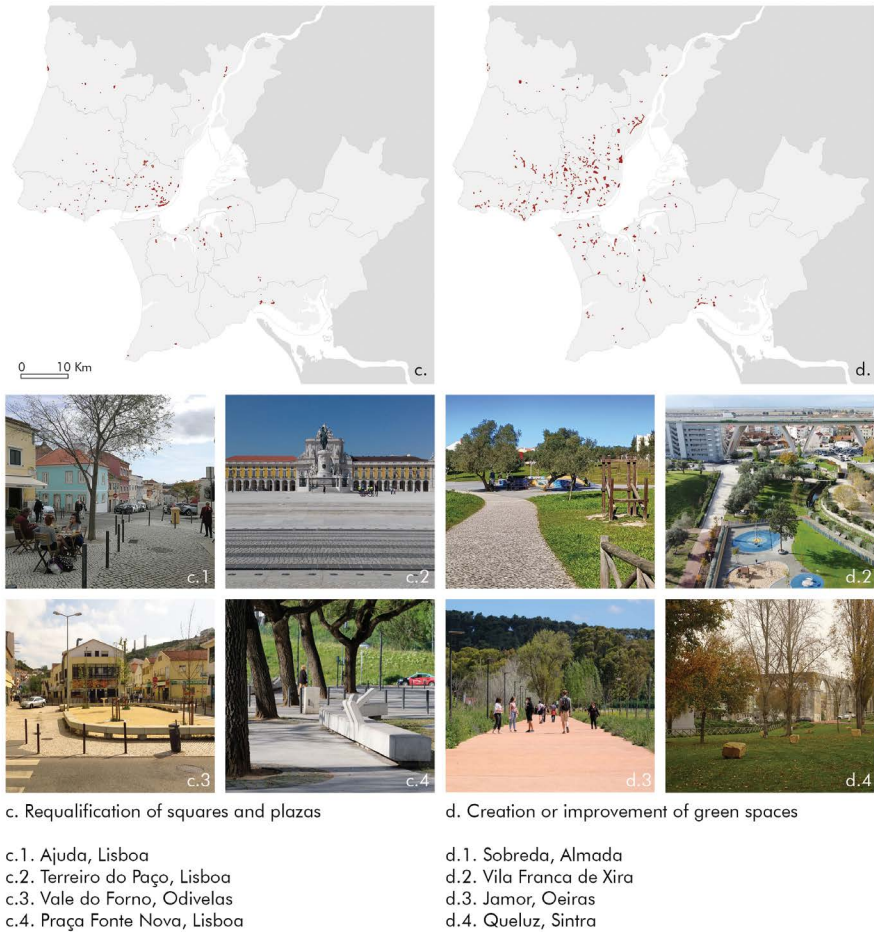 0 10 Km
c.
d.
c.1
c.2
d.2
c.3
c.4
d.3
d.4
c. Requalification of squares and plazas
c.1. Ajuda, Lisboa
c.2. Terreiro do Paço, Lisboa
c.3. Vale do Forno, Odivelas
c.4. Praça Fonte Nova, Lisboa
d. Creation or improvement of green spaces
d.1. Sobreda, Almada
d.2. Vila Franca de Xira
d.3. Jamor, Oeiras
d.4. Queluz, Sintra